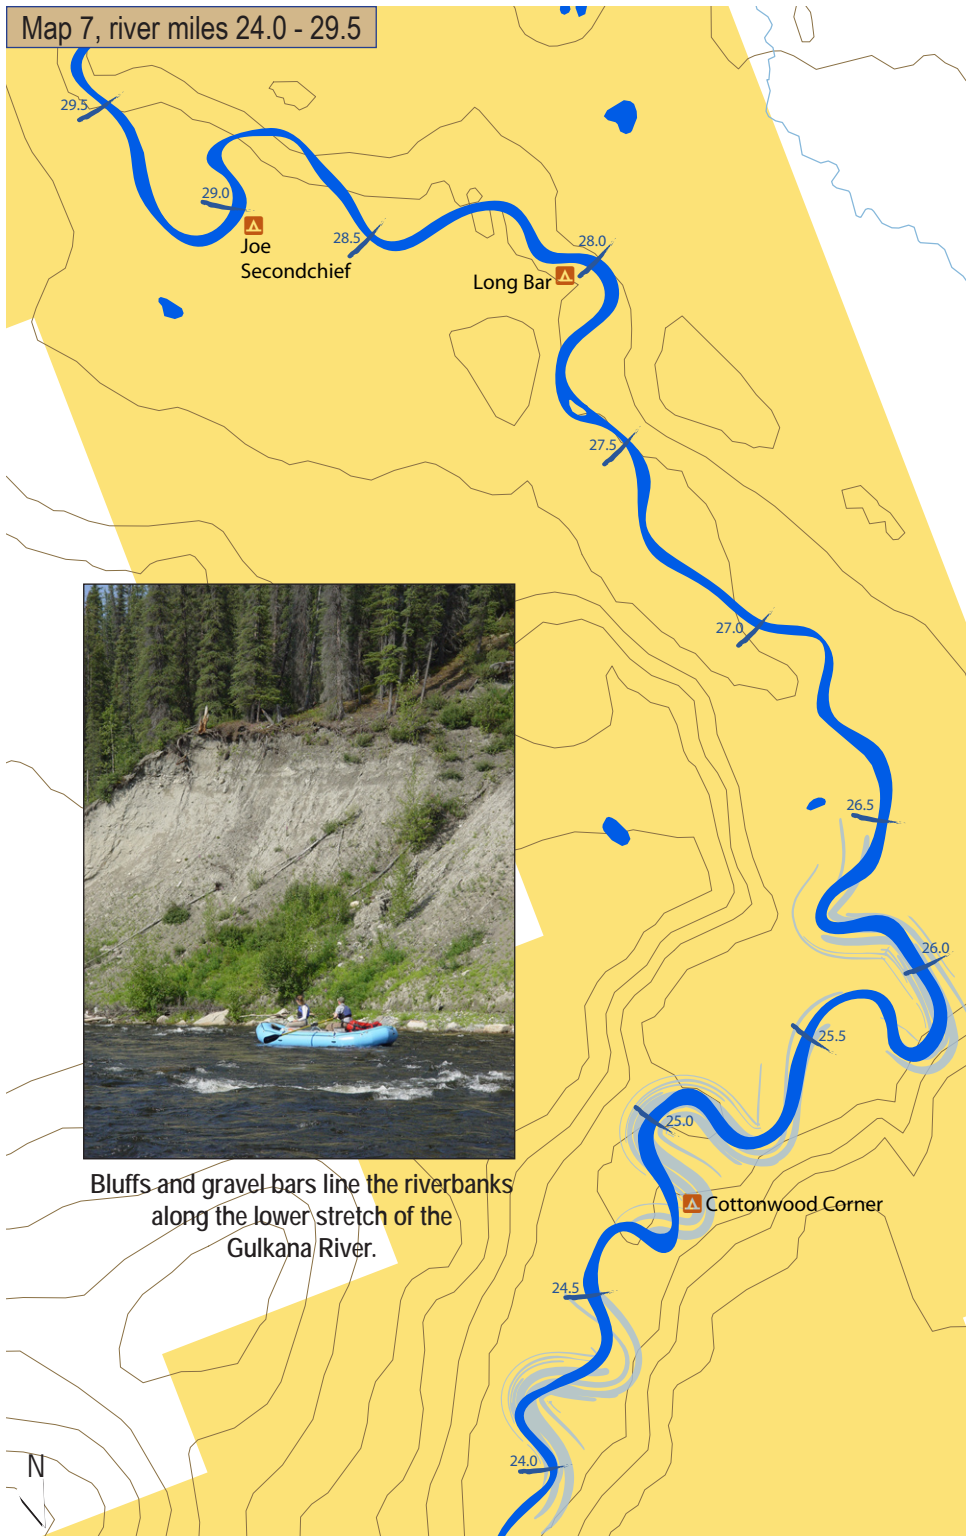 Map 7, river miles 24.0 - 29.5
29.5
29.0
Joe
Secondchief
28.5
28.0
Long Bar
27.5
27.0
26.5
26.0
25.5
25.0
Cottonwood Corner
Bluffs and gravel bars line the riverbanks
along the lower stretch of the
Gulkana River.
24.5
24.0
N